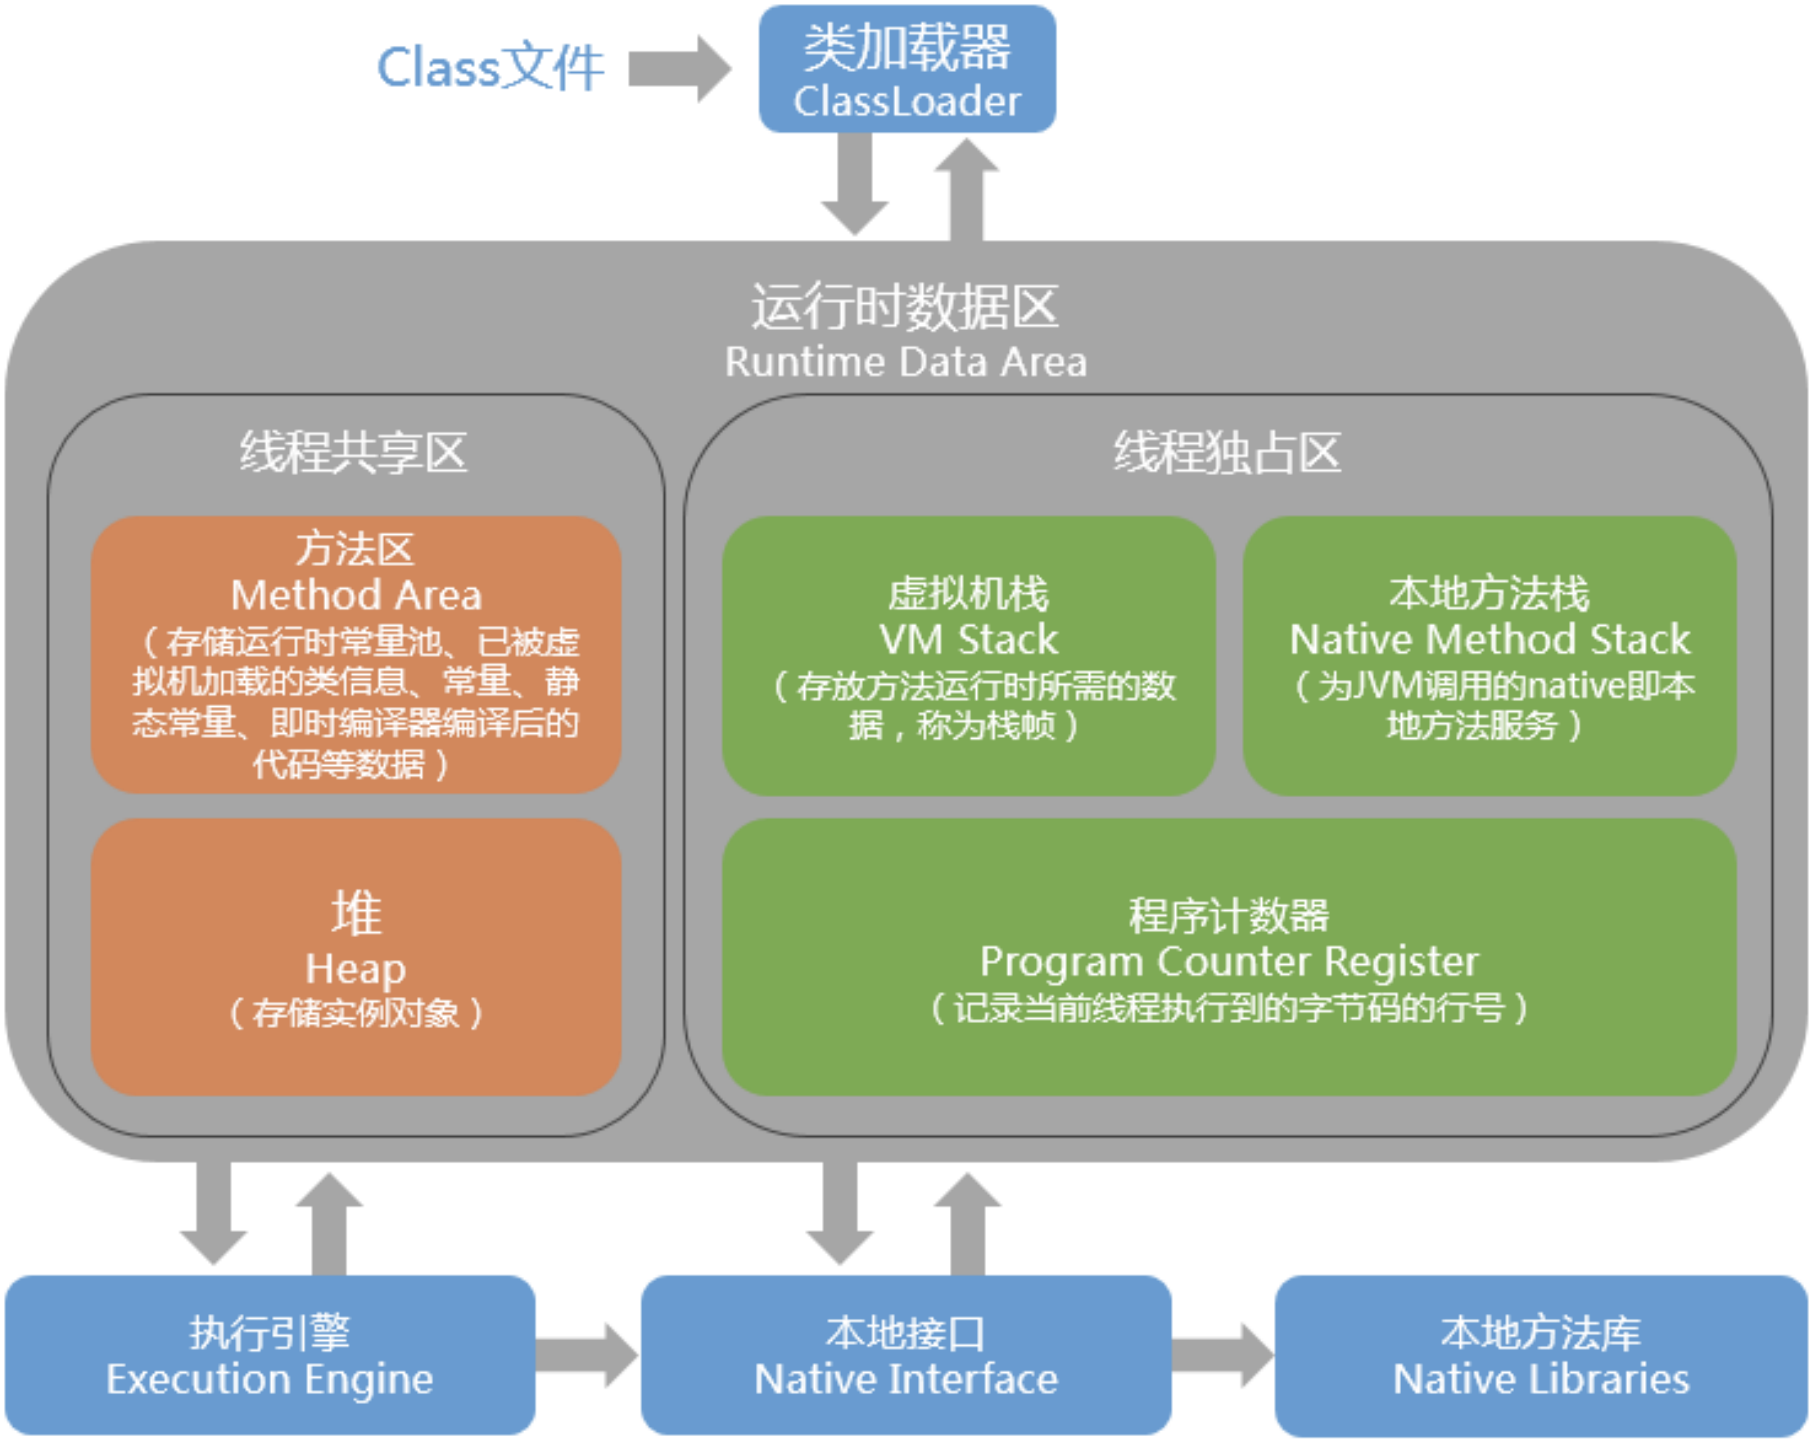 Class文件
类加载器
ClassLoader
运行时数据区
Runtime Data Area
线程共享区
方法区
Method Area
（存储运行时常量池、已被虚
拟机加载的类信息、常量、静
态常量、即时编译器编译后的
代码等数据）
堆
Heap
（存储实例对象）
线程独占区
虚拟机栈
VM Stack
（存放方法运行时所需的数
据，称为栈帧）
本地方法栈
Native Method Stack
（为JVM调用的native即本
地方法服务）
程序计数器
Program Counter Register
（记录当前线程执行到的字节码的行号）
执行引擎
Execution Engine
本地接口
Native Interface
本地方法库
Native Libraries